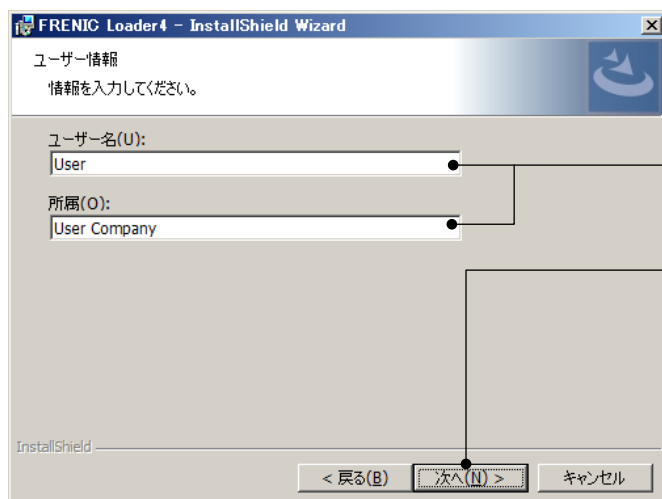 FRENIC Loader4 - InstallShield Wizard
ユーザー情報
情報を入力してください。
ユーザー名(U):
User
所属(O):
User Company
InstallShield
< 戻る(B)
次へ(N) >
キャンセル